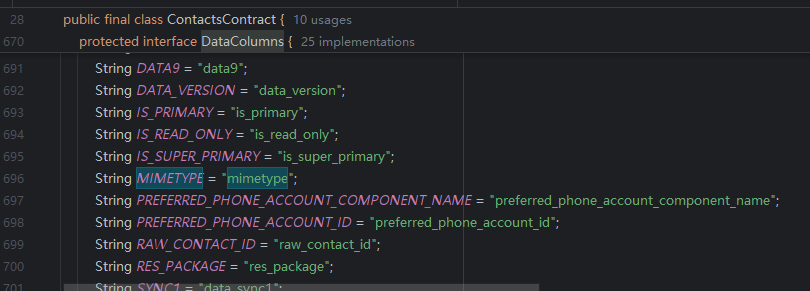 28 public final class ContactsContract { 10 usages
670 protected interface DataColumns { 25 implementations
691 String DATA9 = "data9";
692 String DATA_VERSION = "data_version";
693 String IS_PRIMARY = "is_primary";
694 String IS_READ_ONLY = "is_read_only";
695 String IS_SUPER_PRIMARY = "is_super_primary";
696 String MIMETYPE = "mimetype";
697 String PREFERRED_PHONE_ACCOUNT_COMPONENT_NAME = "preferred_phone_account_component_name";
698 String PREFERRED_PHONE_ACCOUNT_ID = "preferred_phone_account_id";
699 String RAW_CONTACT_ID = "raw_contact_id";
700 String RES_PACKAGE = "res_package";
701 String SYNC1 = "data_sync1";